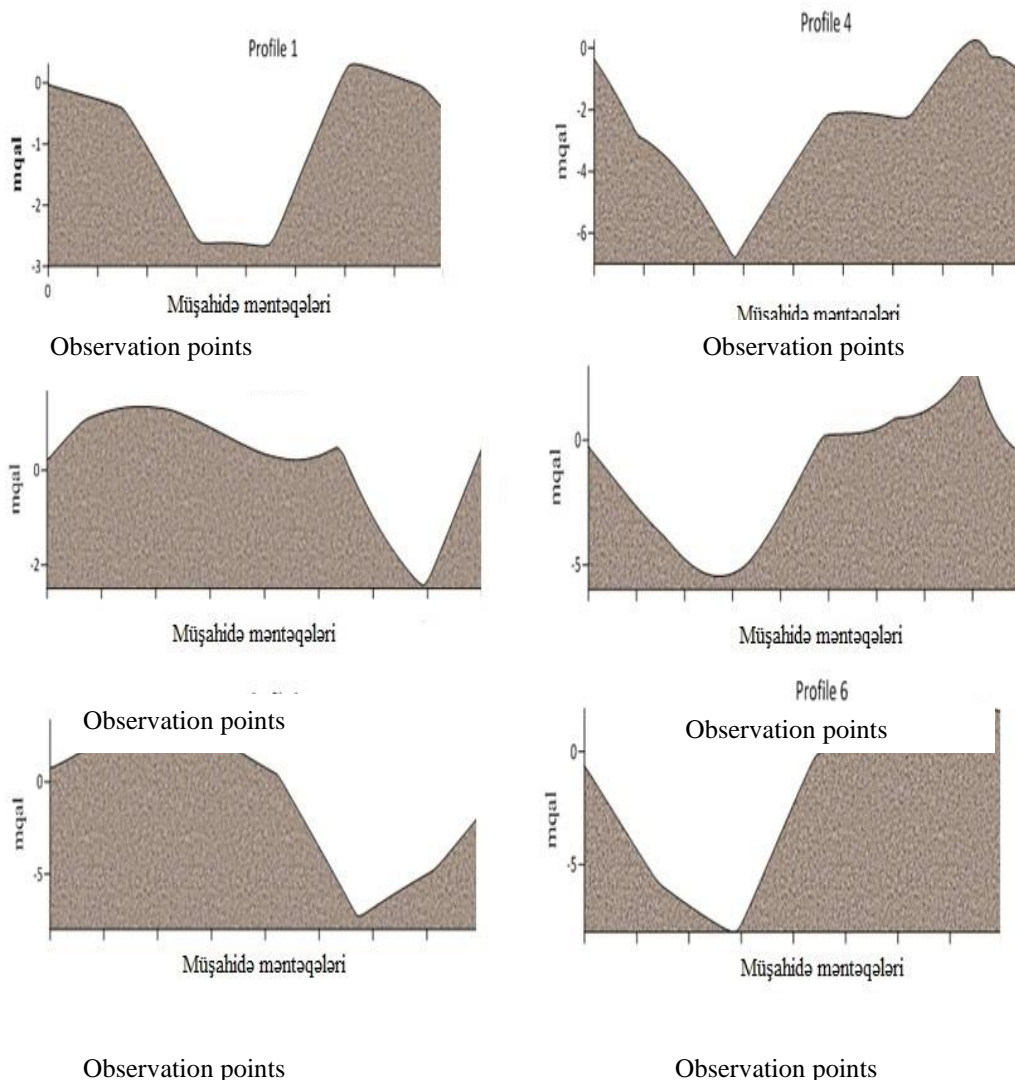 Profile 1
0
-1
-2
-3
mqal
0
Müşahidə məntəqələri
Observation points
Profile 4
0
-2
-4
-6
mqal
Müşahidə məntəqələri
Observation points
0
-2
mqal
Müşahidə məntəqələri
Observation points
0
-5
mqal
Müşahidə məntəqələri
Observation points
0
-5
mqal
Müşahidə məntəqələri
Observation points
Profile 6
0
-5
mqal
Müşahidə məntəqələri
Observation points